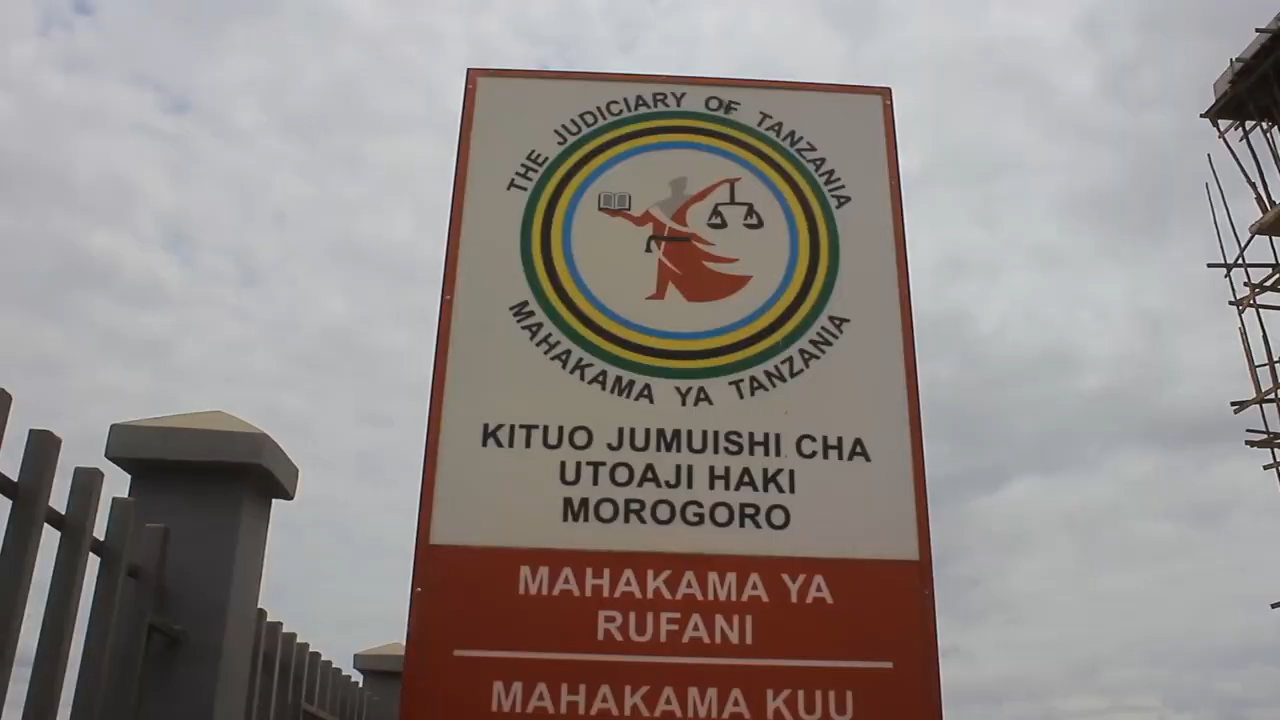 THE JUDICIARY OF TANZANIA
MAHAKAMA YA TANZANIA
KITUO JUMUISHI CHA
UTOAJI HAKI
MOROGORO
MAHAKAMA YA
RUFANI
MAHAKAMA KUU